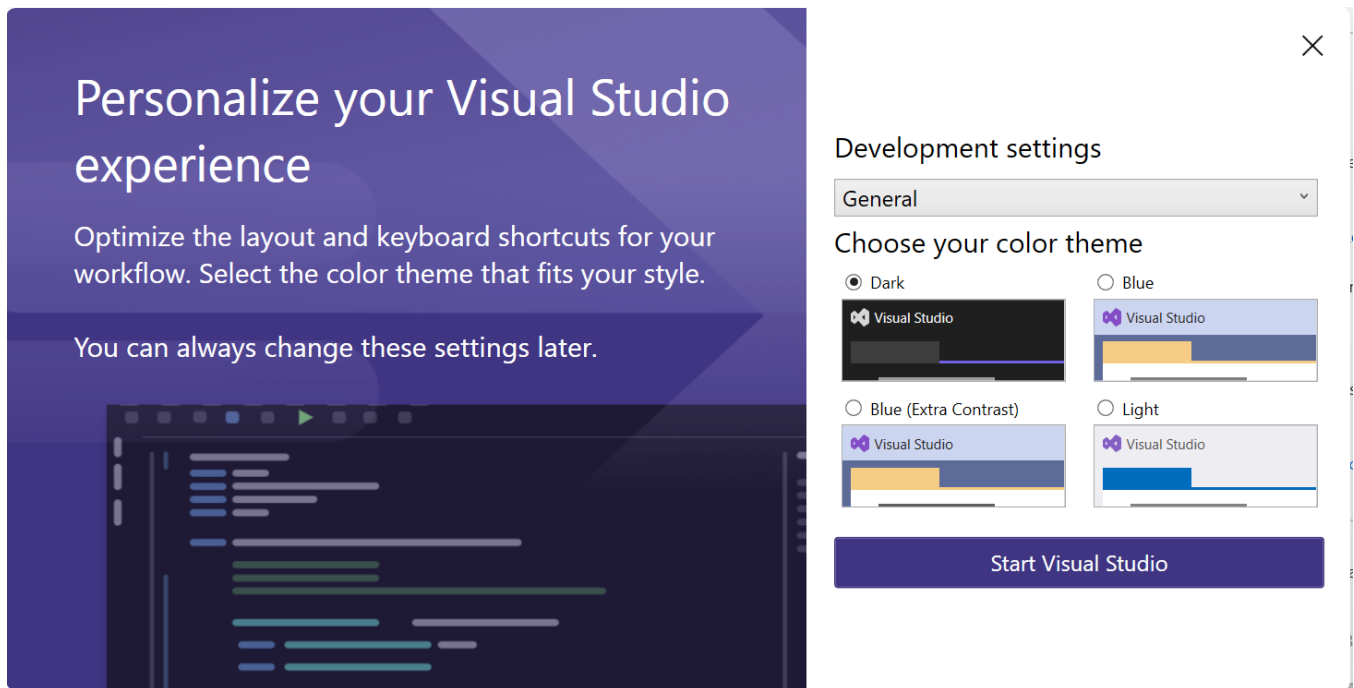 Personalize your Visual Studio
experience
Optimize the layout and keyboard shortcuts for your
workflow. Select the color theme that fits your style.
You can always change these settings later.
Development settings
General
Choose your color theme
Dark
Visual Studio
Blue
Visual Studio
Blue (Extra Contrast)
Visual Studio
Light
Visual Studio
Start Visual Studio